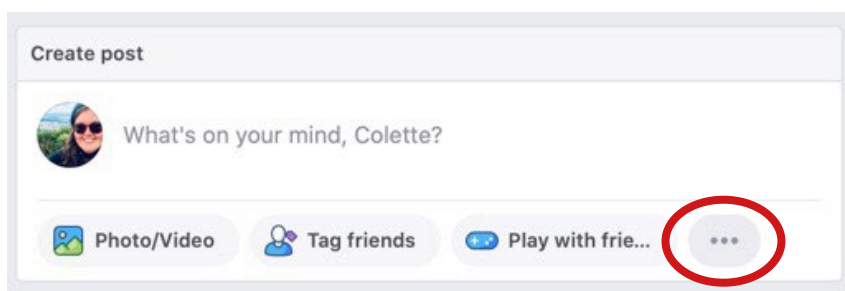 Create post
What's on your mind, Colette?
Photo/Video Tag friends Play with frie... •••